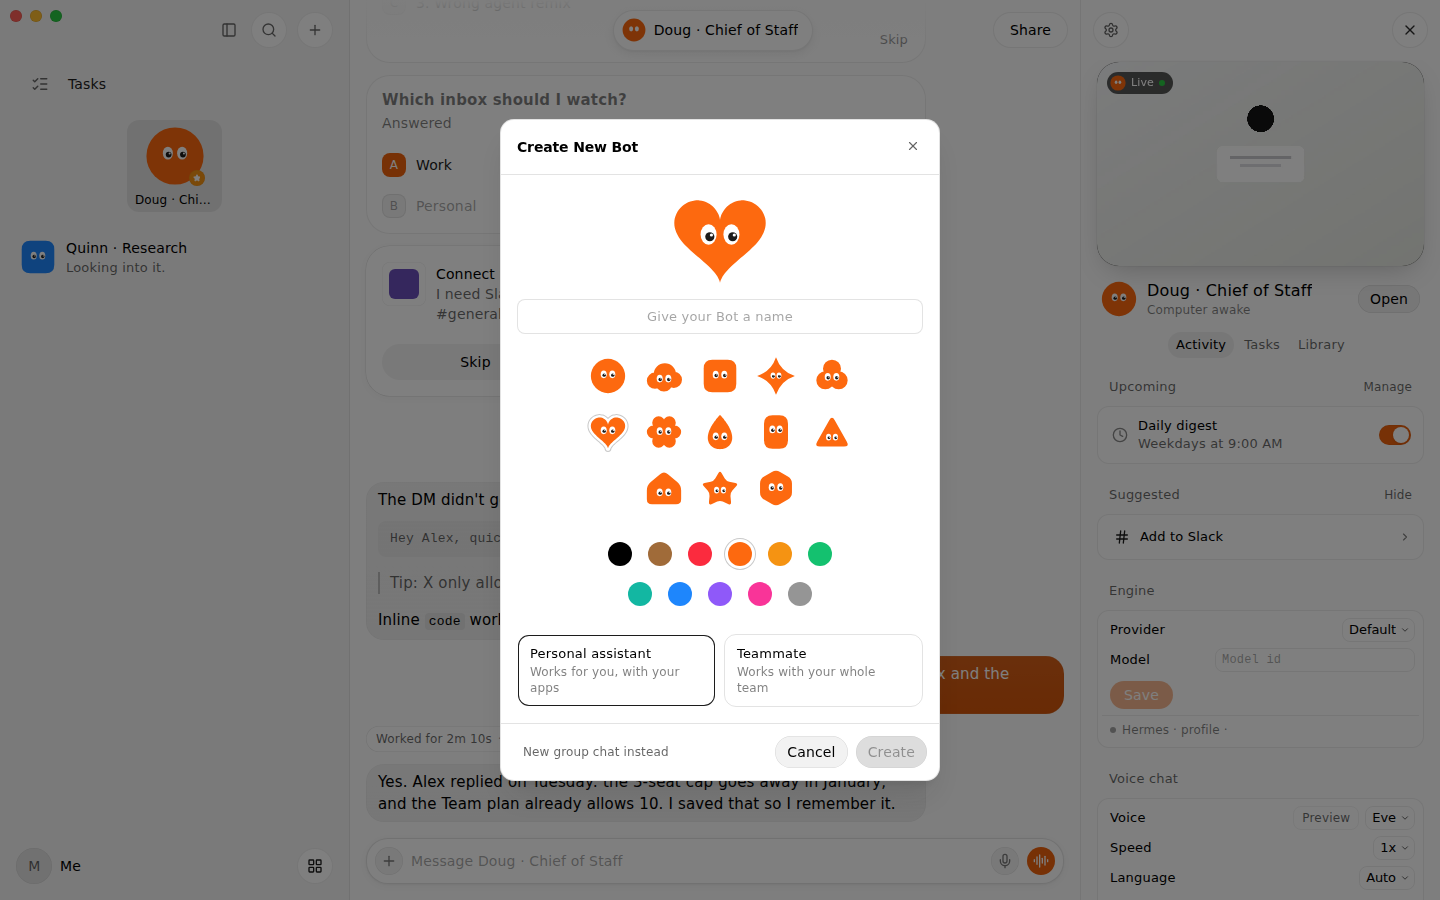 Tasks
Doug · Chi...
Quinn · Research
Looking into it.
M
Me
Doug · Chief of Staff
Skip
Share
Which inbox should I watch?
Answered
A
Work
B
Personal
Connect
#general
Skip
The DM didn't g
Hey Alex, quic
Tip: X only allo
Inline code worl
x and the
Worked for 2m 10s
Yes. Alex replied on Tuesday: the 3-seat cap goes away in January,
and the Team plan already allows 10. I saved that so I remember it.
Message Doug · Chief of Staff
Create New Bot
Give your Bot a name
Personal assistant
Works for you, with your
apps
Teammate
Works with your whole
team
New group chat instead
Cancel
Create
Live
Doug · Chief of Staff
Computer awake
Open
Activity
Tasks
Library
Upcoming
Manage
Daily digest
Weekdays at 9:00 AM
Suggested
Hide
Add to Slack
Engine
Provider
Default
Model
Model id
Save
Hermes · profile ·
Voice chat
Voice
Preview
Eve
Speed
1x
Language
Auto